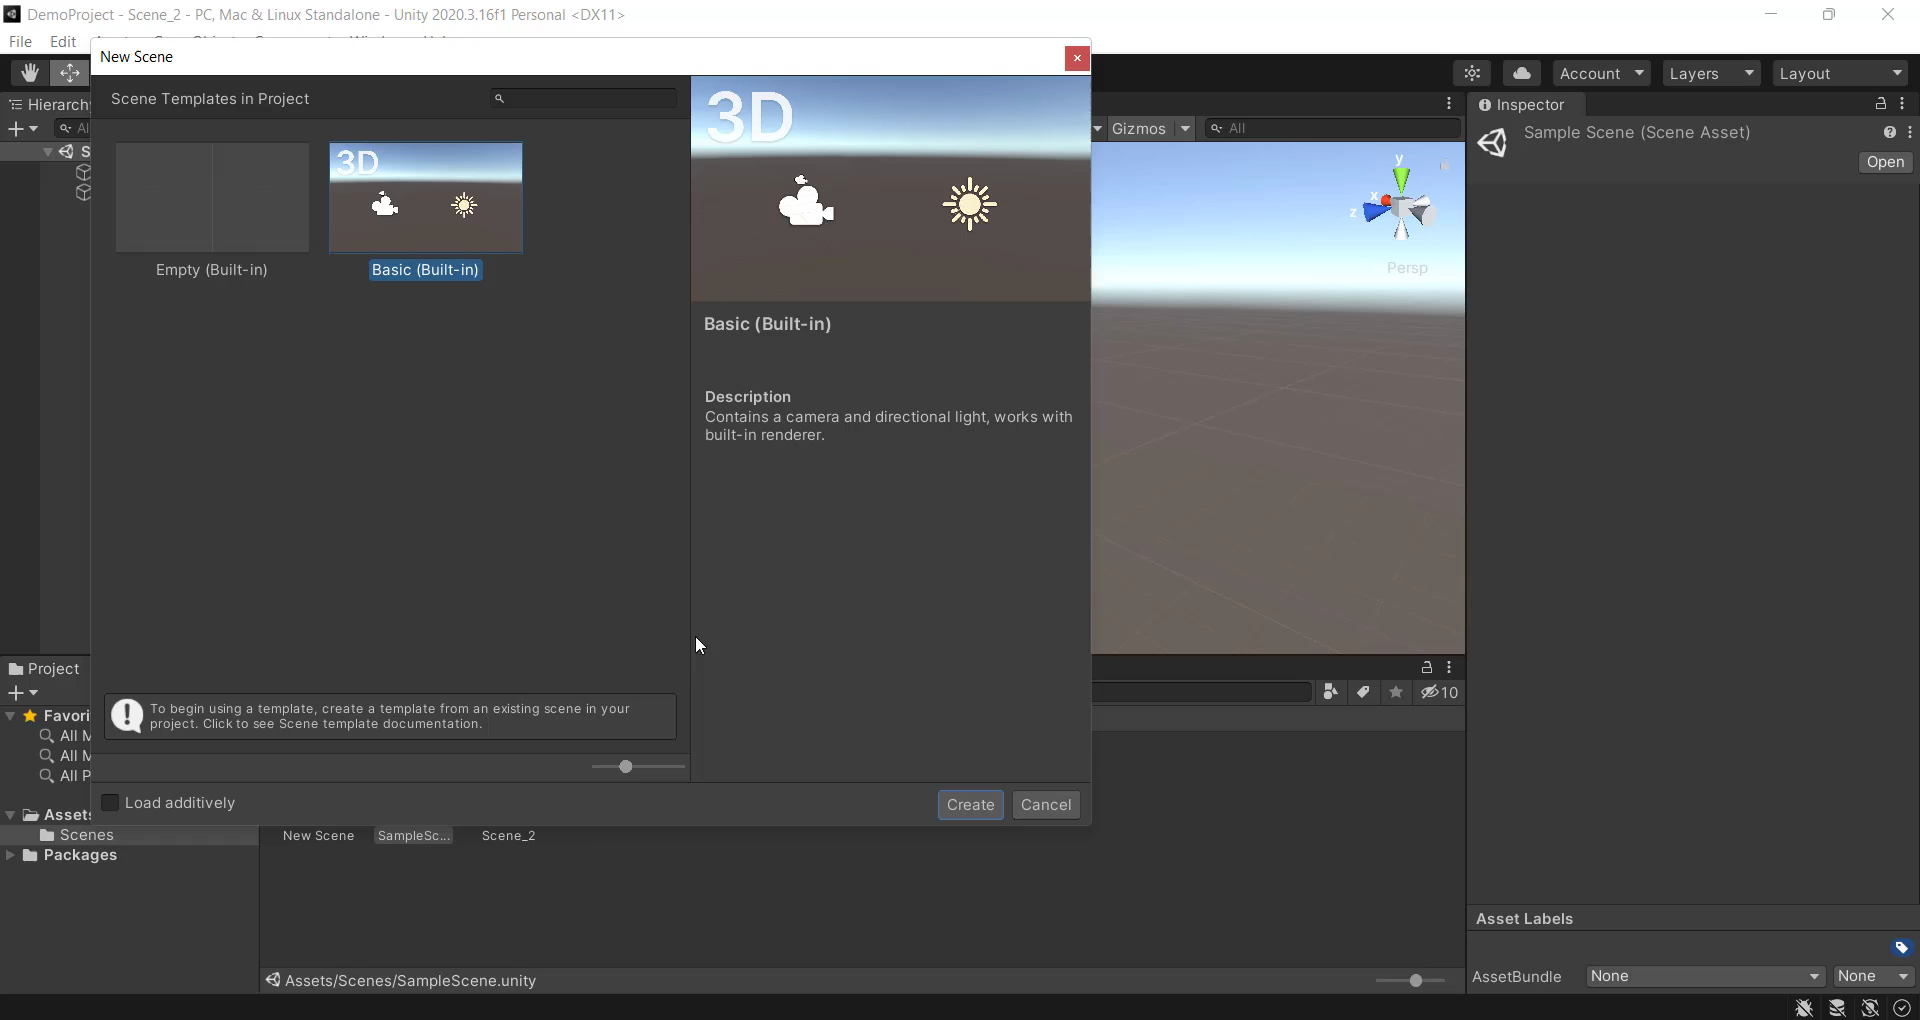 DemoProject - Scene_2 - PC, Mac & Linux Standalone - Unity 2020.3.16f1 Personal <DX11>
File Edit
New Scene
Account Layers Layout
Scene Templates in Project
3D
Empty (Built-in)
3D
Basic (Built-in)
Basic (Built-in)
Description
Contains a camera and directional light, works with
built-in renderer.
To begin using a template, create a template from an existing scene in your
project. Click to see Scene template documentation.
Load additively
Create Cancel
Gizmos All
y
x
z
Persp
Inspector
Sample Scene (Scene Asset)
Open
Project
10
All
All
All
Scenes
Packages
New Scene SampleSc... Scene_2
Assets/Scenes/SampleScene.unity
Asset Labels
AssetBundle None None